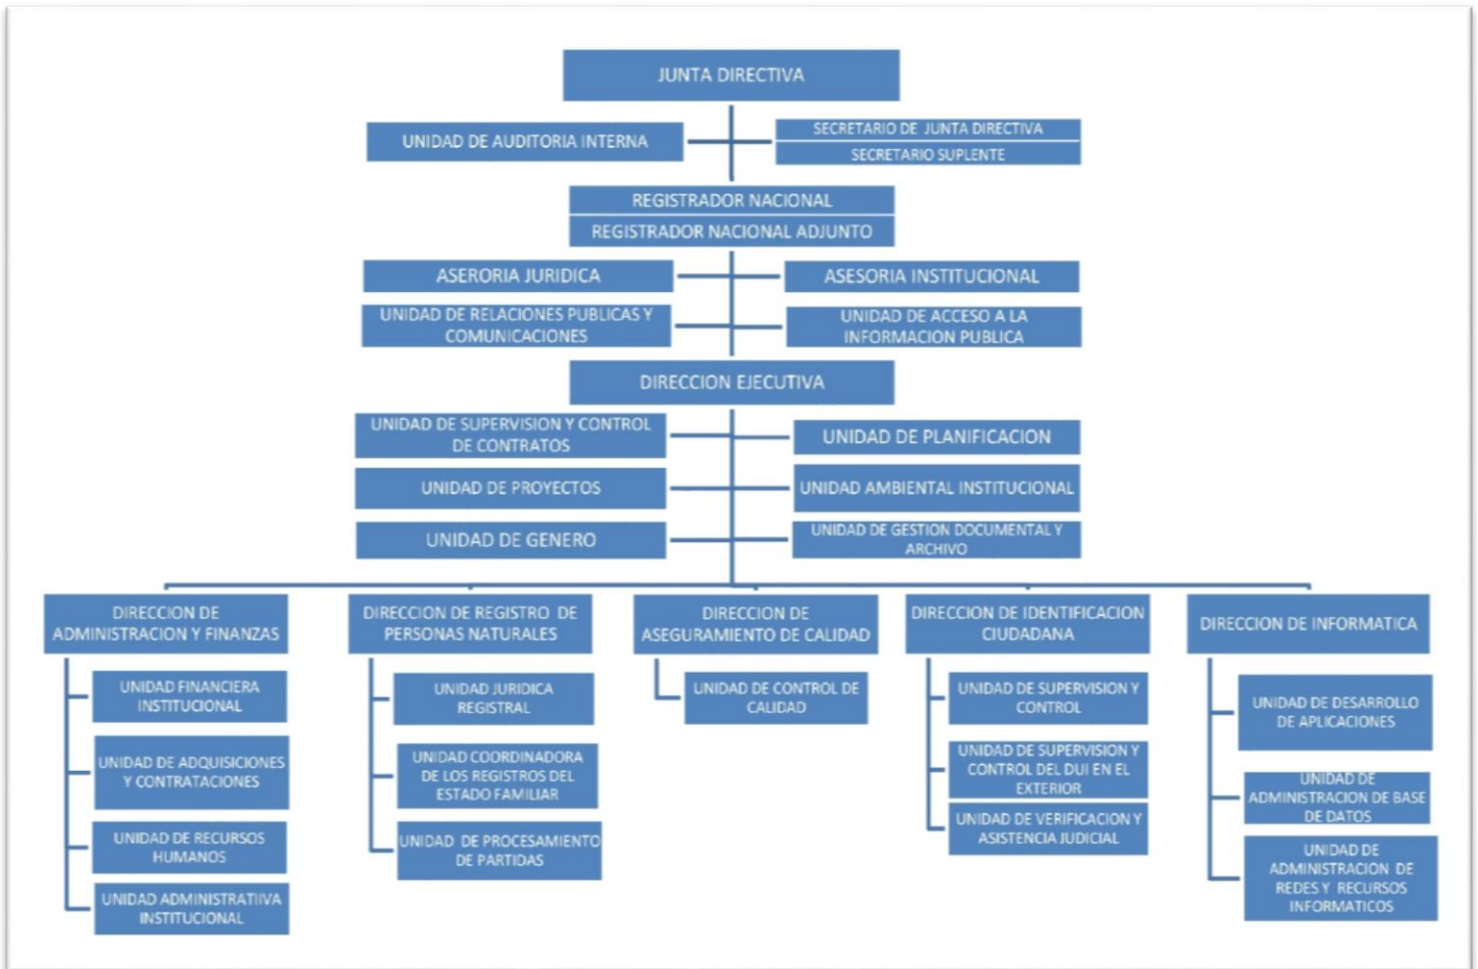 JUNTA DIRECTIVA
UNIDAD DE AUDITORIA INTERNA
SECRETARIO DE JUNTA DIRECTIVA
SECRETARIO SUPLENTE
REGISTRADOR NACIONAL
REGISTRADOR NACIONAL ADJUNTO
ASERORIA JURIDICA
ASESORIA INSTITUCIONAL
UNIDAD DE RELACIONES PUBLICAS Y
COMUNICACIONES
UNIDAD DE ACCESO A LA
INFORMACION PUBLICA
DIRECCION EJECUTIVA
UNIDAD DE SUPERVISION Y CONTROL
DE CONTRATOS
UNIDAD DE PLANIFICACION
UNIDAD DE PROYECTOS
UNIDAD AMBIENTAL INSTITUCIONAL
UNIDAD DE GENERO
UNIDAD DE GESTION DOCUMENTAL Y
ARCHIVO
DIRECCION DE
ADMINISTRACION Y FINANZAS
UNIDAD FINANCIERA
INSTITUCIONAL
UNIDAD DE ADQUISICIONES
Y CONTRATACIONES
UNIDAD DE RECURSOS
HUMANOS
UNIDAD ADMINISTRATIIVA
INSTITUCIONAL
DIRECCION DE REGISTRO DE
PERSONAS NATURALES
UNIDAD JURIDICA
REGISTRAL
UNIDAD COORDINADORA
DE LOS REGISTROS DEL
ESTADO FAMILIAR
UNIDAD DE PROCESAMIENTO
DE PARTIDAS
DIRECCION DE
ASEGURAMIENTO DE CALIDAD
UNIDAD DE CONTROL DE
CALIDAD
DIRECCION DE IDENTIFICACION
CIUDADANA
UNIDAD DE SUPERVISION Y
CONTROL
UNIDAD DE SUPERVISION Y
CONTROL DEL DUI EN EL
EXTERIOR
UNIDAD DE VERIFICACION Y
ASISTENCIA JUDICIAL
DIRECCION DE INFORMATICA
UNIDAD DE DESARROLLO
DE APLICACIONES
UNIDAD DE
ADMINISTRACION DE BASE
DE DATOS
UNIDAD DE
ADMINISTRACION DE
REDES Y RECURSOS
INFORMATICOS